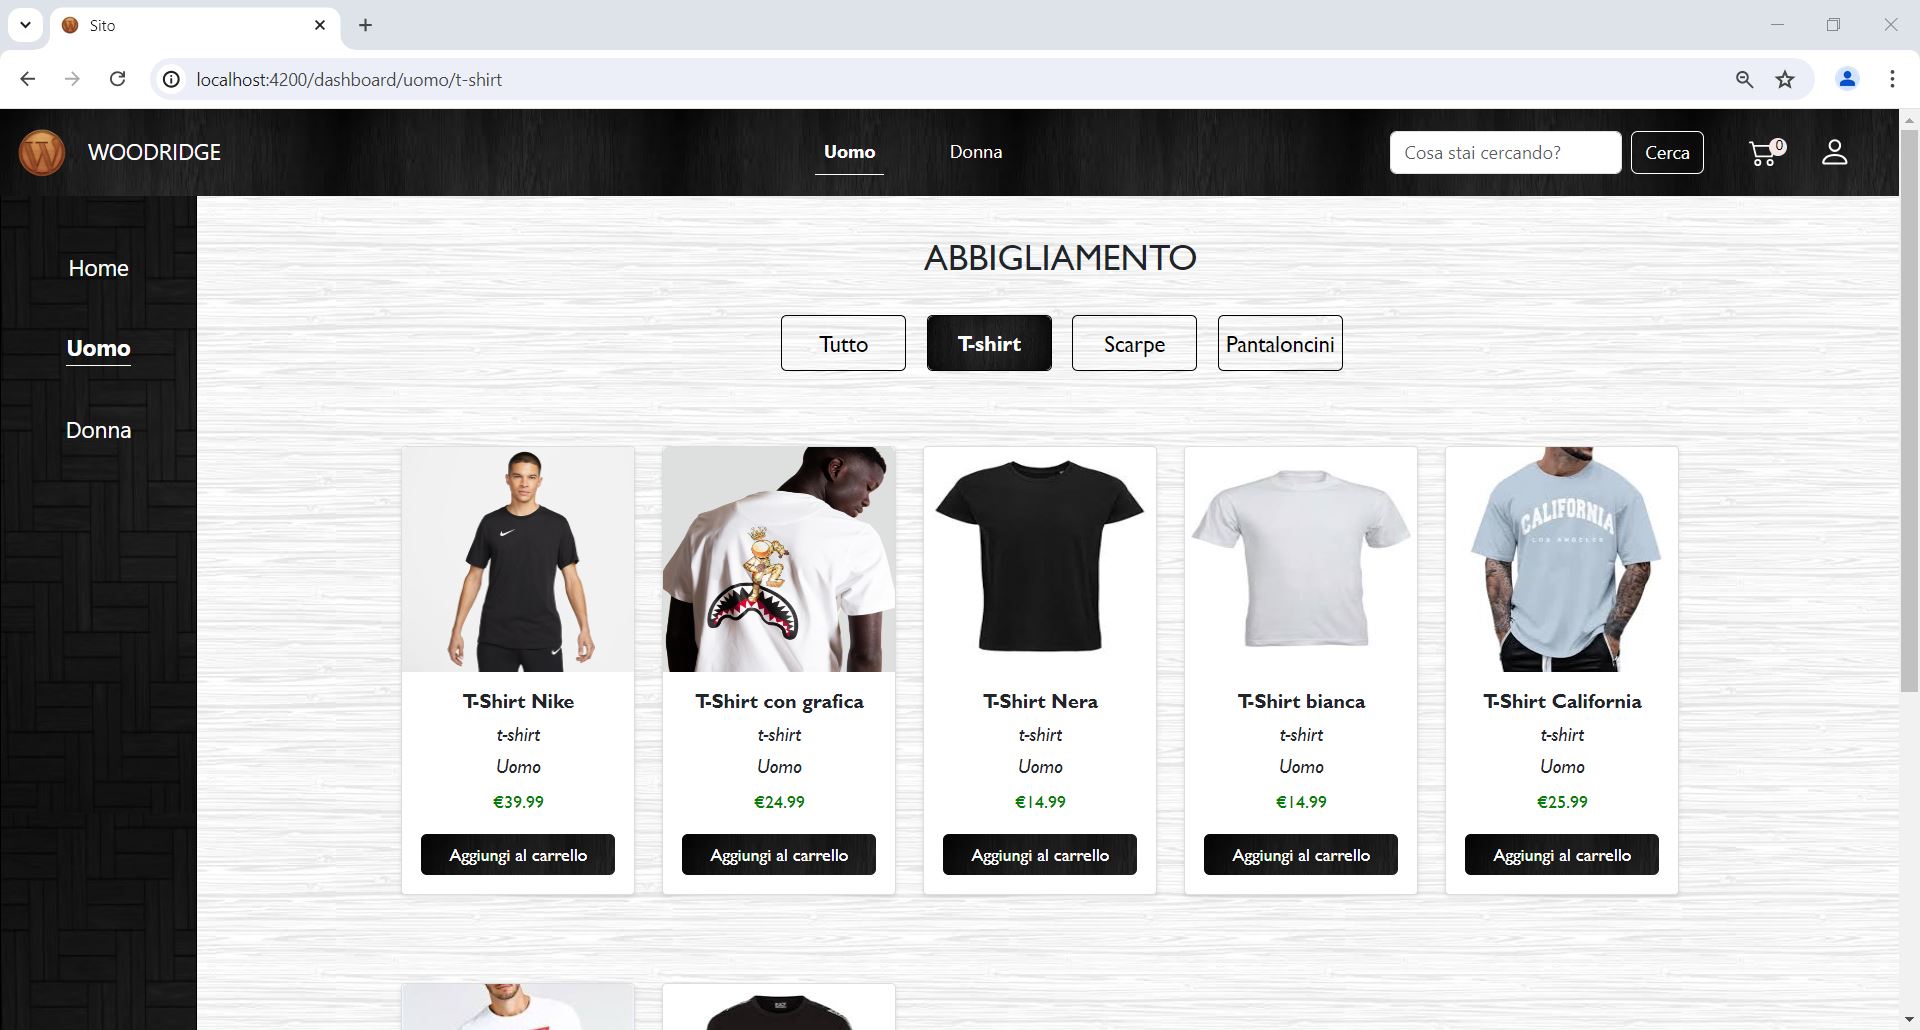 Sito
localhost:4200/dashboard/uomo/t-shirt
WOODRIDGE
Uomo
Donna
Cosa stai cercando?
Cerca
0
Home
Uomo
Donna
ABBIGLIAMENTO
Tutto
T-shirt
Scarpe
Pantaloncini
CALIFORNIA
LOS ANGELES
T-Shirt Nike
t-shirt
Uomo
€39.99
Aggiungi al carrello
T-Shirt con grafica
t-shirt
Uomo
€24.99
Aggiungi al carrello
T-Shirt Nera
t-shirt
Uomo
€14.99
Aggiungi al carrello
T-Shirt bianca
t-shirt
Uomo
€14.99
Aggiungi al carrello
T-Shirt California
t-shirt
Uomo
€25.99
Aggiungi al carrello